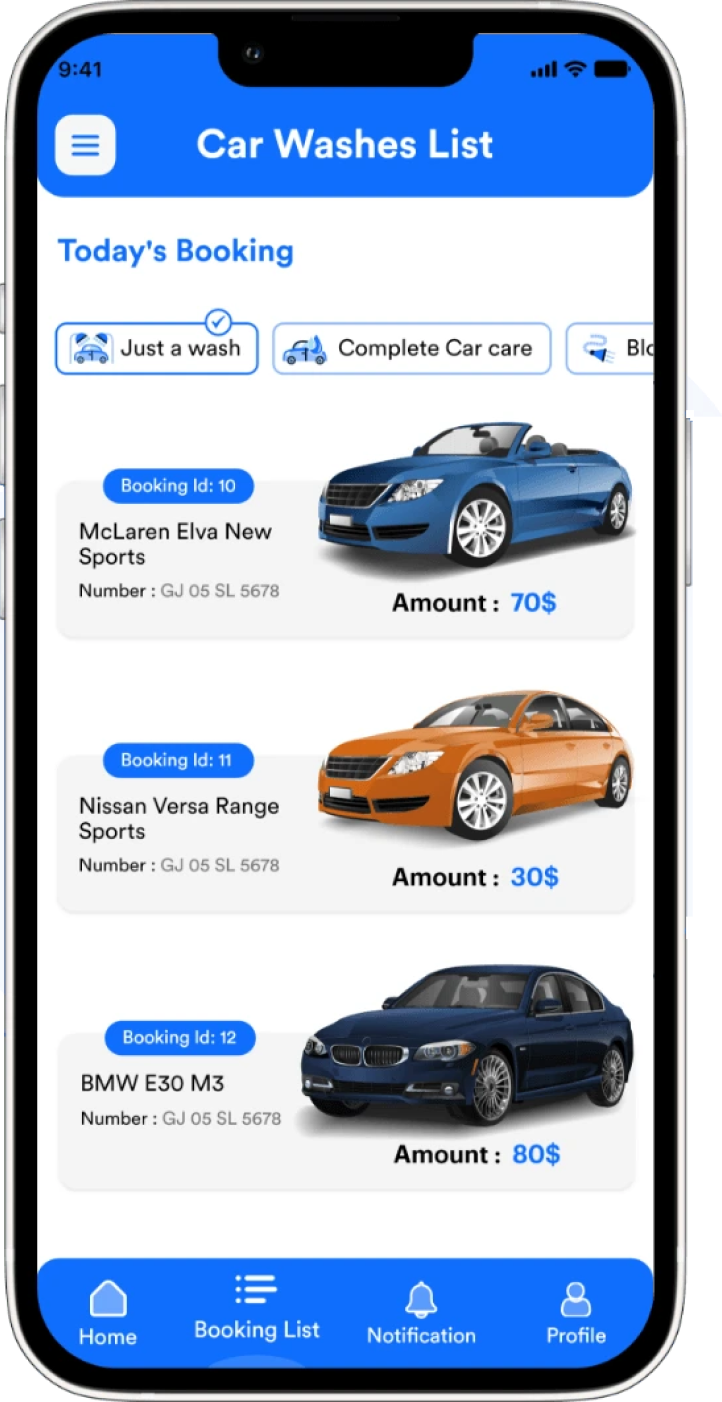 9:41
Car Washes List
Today's Booking
Just a wash
Complete Car care
Blo
Booking Id: 10
McLaren Elva New
Sports
Number : GJ 05 SL 5678
Amount : 70$
Booking Id: 11
Nissan Versa Range
Sports
Number : GJ 05 SL 5678
Amount : 30$
Booking Id: 12
BMW E30 M3
Number : GJ 05 SL 5678
Amount : 80$
Home
Booking List
Notification
Profile